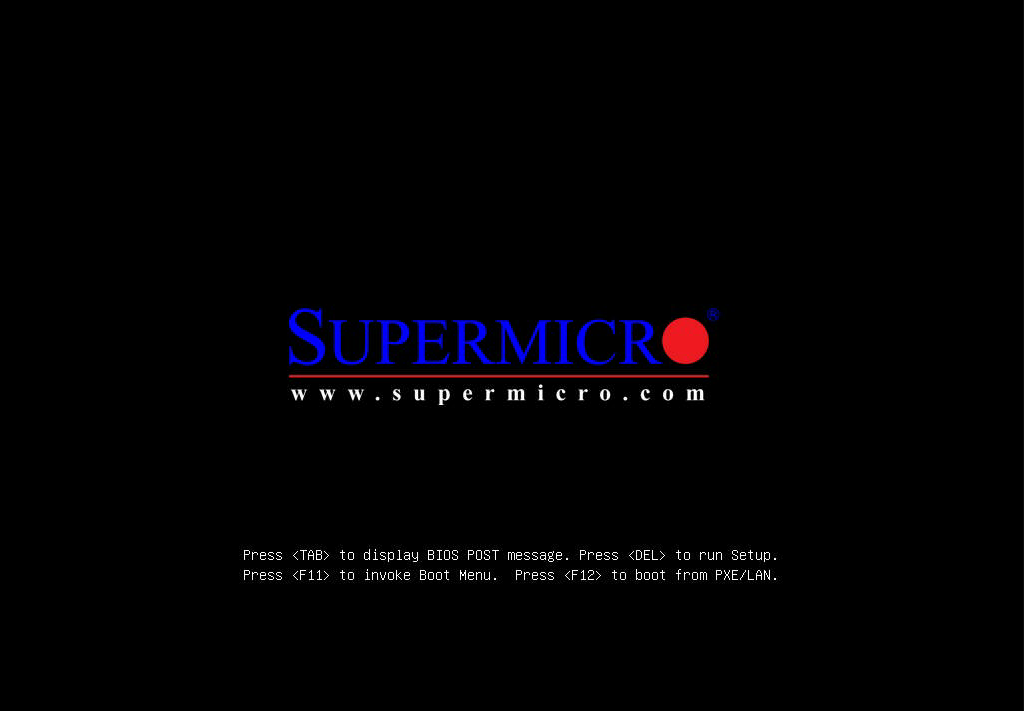 SUPERMICRO®
www.supermicro.com
Press <TAB> to display BIOS POST message. Press <DEL> to run Setup.
Press <F11> to invoke Boot Menu.  Press <F12> to boot from PXE/LAN.